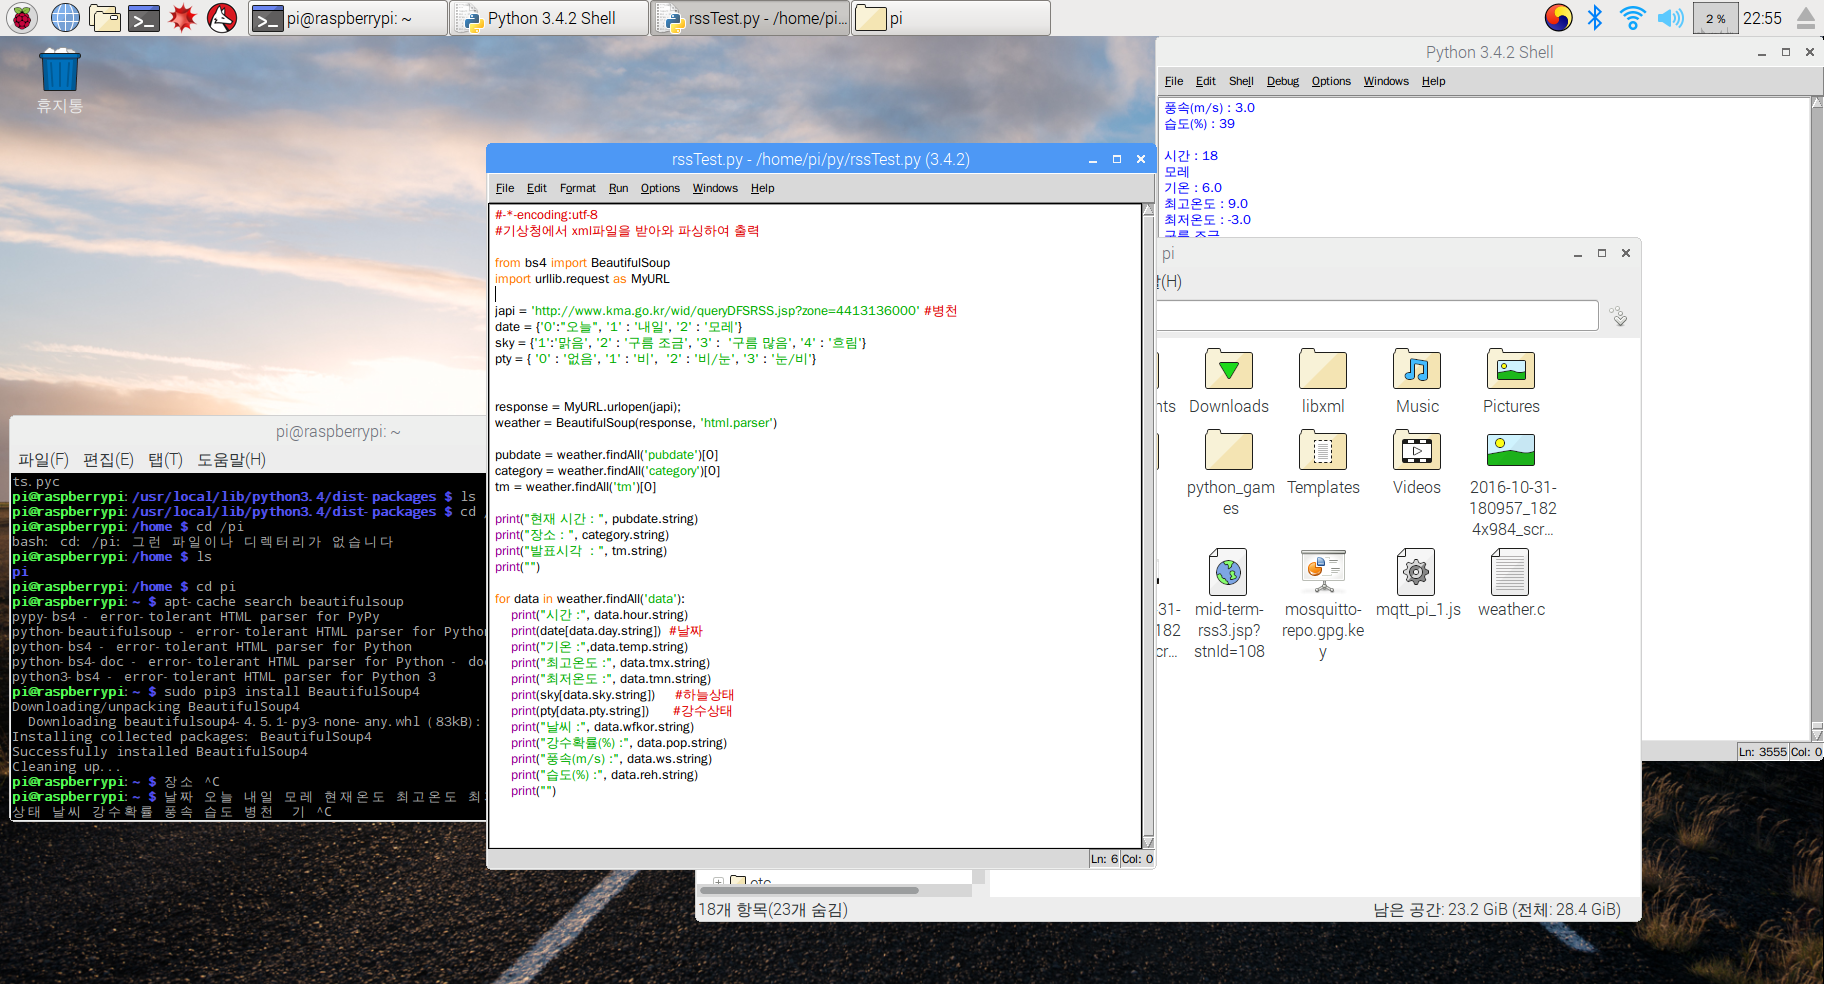 pi@raspberrypi: ~
Python 3.4.2 Shell
rssTest.py - /home/pi...
pi
2 %
22:55
휴지통
Python 3.4.2 Shell
File Edit Shell Debug Options Windows Help
풍속(m/s) : 3.0
습도(%) : 39
시간 : 18
모레
기온 : 6.0
최고온도 : 9.0
최저온도 : -3.0
구름 조금
Ln: 3555 Col: 0
rssTest.py - /home/pi/py/rssTest.py (3.4.2)
File Edit Format Run Options Windows Help
#-*-encoding:utf-8
#기상청에서 xml파일을 받아와 파싱하여 출력
from bs4 import BeautifulSoup
import urllib.request as MyURL
japi = 'http://www.kma.go.kr/wid/queryDFSRSS.jsp?zone=4413136000' #병천
date = {'0':"오늘", '1' : '내일', '2' : '모레'}
sky = {'1':'맑음', '2' : '구름 조금', '3' : '구름 많음', '4' : '흐림'}
pty = { '0' : '없음', '1' : '비', '2' : '비/눈', '3' : '눈/비'}
response = MyURL.urlopen(japi);
weather = BeautifulSoup(response, 'html.parser')
pubdate = weather.findAll('pubdate')[0]
category = weather.findAll('category')[0]
tm = weather.findAll('tm')[0]
print("현재 시간 : ", pubdate.string)
print("장소 : ", category.string)
print("발표시각 : ", tm.string)
print("")
for data in weather.findAll('data'):
print("시간 :", data.hour.string)
print(date[data.day.string]) #날짜
print("기온 :",data.temp.string)
print("최고온도 :", data.tmx.string)
print("최저온도 :", data.tmn.string)
print(sky[data.sky.string]) #하늘상태
print(pty[data.pty.string]) #강수상태
print("날씨 :", data.wfkor.string)
print("강수확률(%) :", data.pop.string)
print("풍속(m/s) :", data.ws.string)
print("습도(%) :", data.reh.string)
print("")
Ln: 6 Col: 0
pi@raspberrypi: ~
파일(F) 편집(E) 탭(T) 도움말(H)
ts.pyc
pi@raspberrypi:/usr/local/lib/python3.4/dist-packages $ ls
pi@raspberrypi:/usr/local/lib/python3.4/dist-packages $ cd
pi@raspberrypi:/home $ cd /pi
bash: cd: /pi: 그런 파일이나 디렉터리가 없습니다
pi@raspberrypi:/home $ ls
pi
pi@raspberrypi:/home $ cd pi
pi@raspberrypi:~ $ apt-cache search beautifulsoup
pypy-bs4 - error-tolerant HTML parser for PyPy
python-beautifulsoup - error-tolerant HTML parser for Python
python-bs4 - error-tolerant HTML parser for Python
python-bs4-doc - error-tolerant HTML parser for Python - doc
python3-bs4 - error-tolerant HTML parser for Python 3
pi@raspberrypi:~ $ sudo pip3 install BeautifulSoup4
Downloading/unpacking BeautifulSoup4
Downloading beautifulsoup4-4.5.1-py3-none-any.whl (83kB):
Installing collected packages: BeautifulSoup4
Successfully installed BeautifulSoup4
Cleaning up...
pi@raspberrypi:~ $ 장소 ^C
pi@raspberrypi:~ $ 날짜 오늘 내일 모레 현재온도 최고온도
상태 날씨 강수확률 풍속 습도 병천 기 ^C
pi
(H)
nts Downloads libxml Music Pictures
python_games
Templates
Videos
2016-10-31-180957_1824x984_scr...
31-
182
cr...
mid-term-rss3.jsp?stnId=108
mosquitto-repo.gpg.key
mqtt_pi_1.js
weather.c
etc
18개 항목(23개 숨김)
남은 공간: 23.2 GiB (전체: 28.4 GiB)